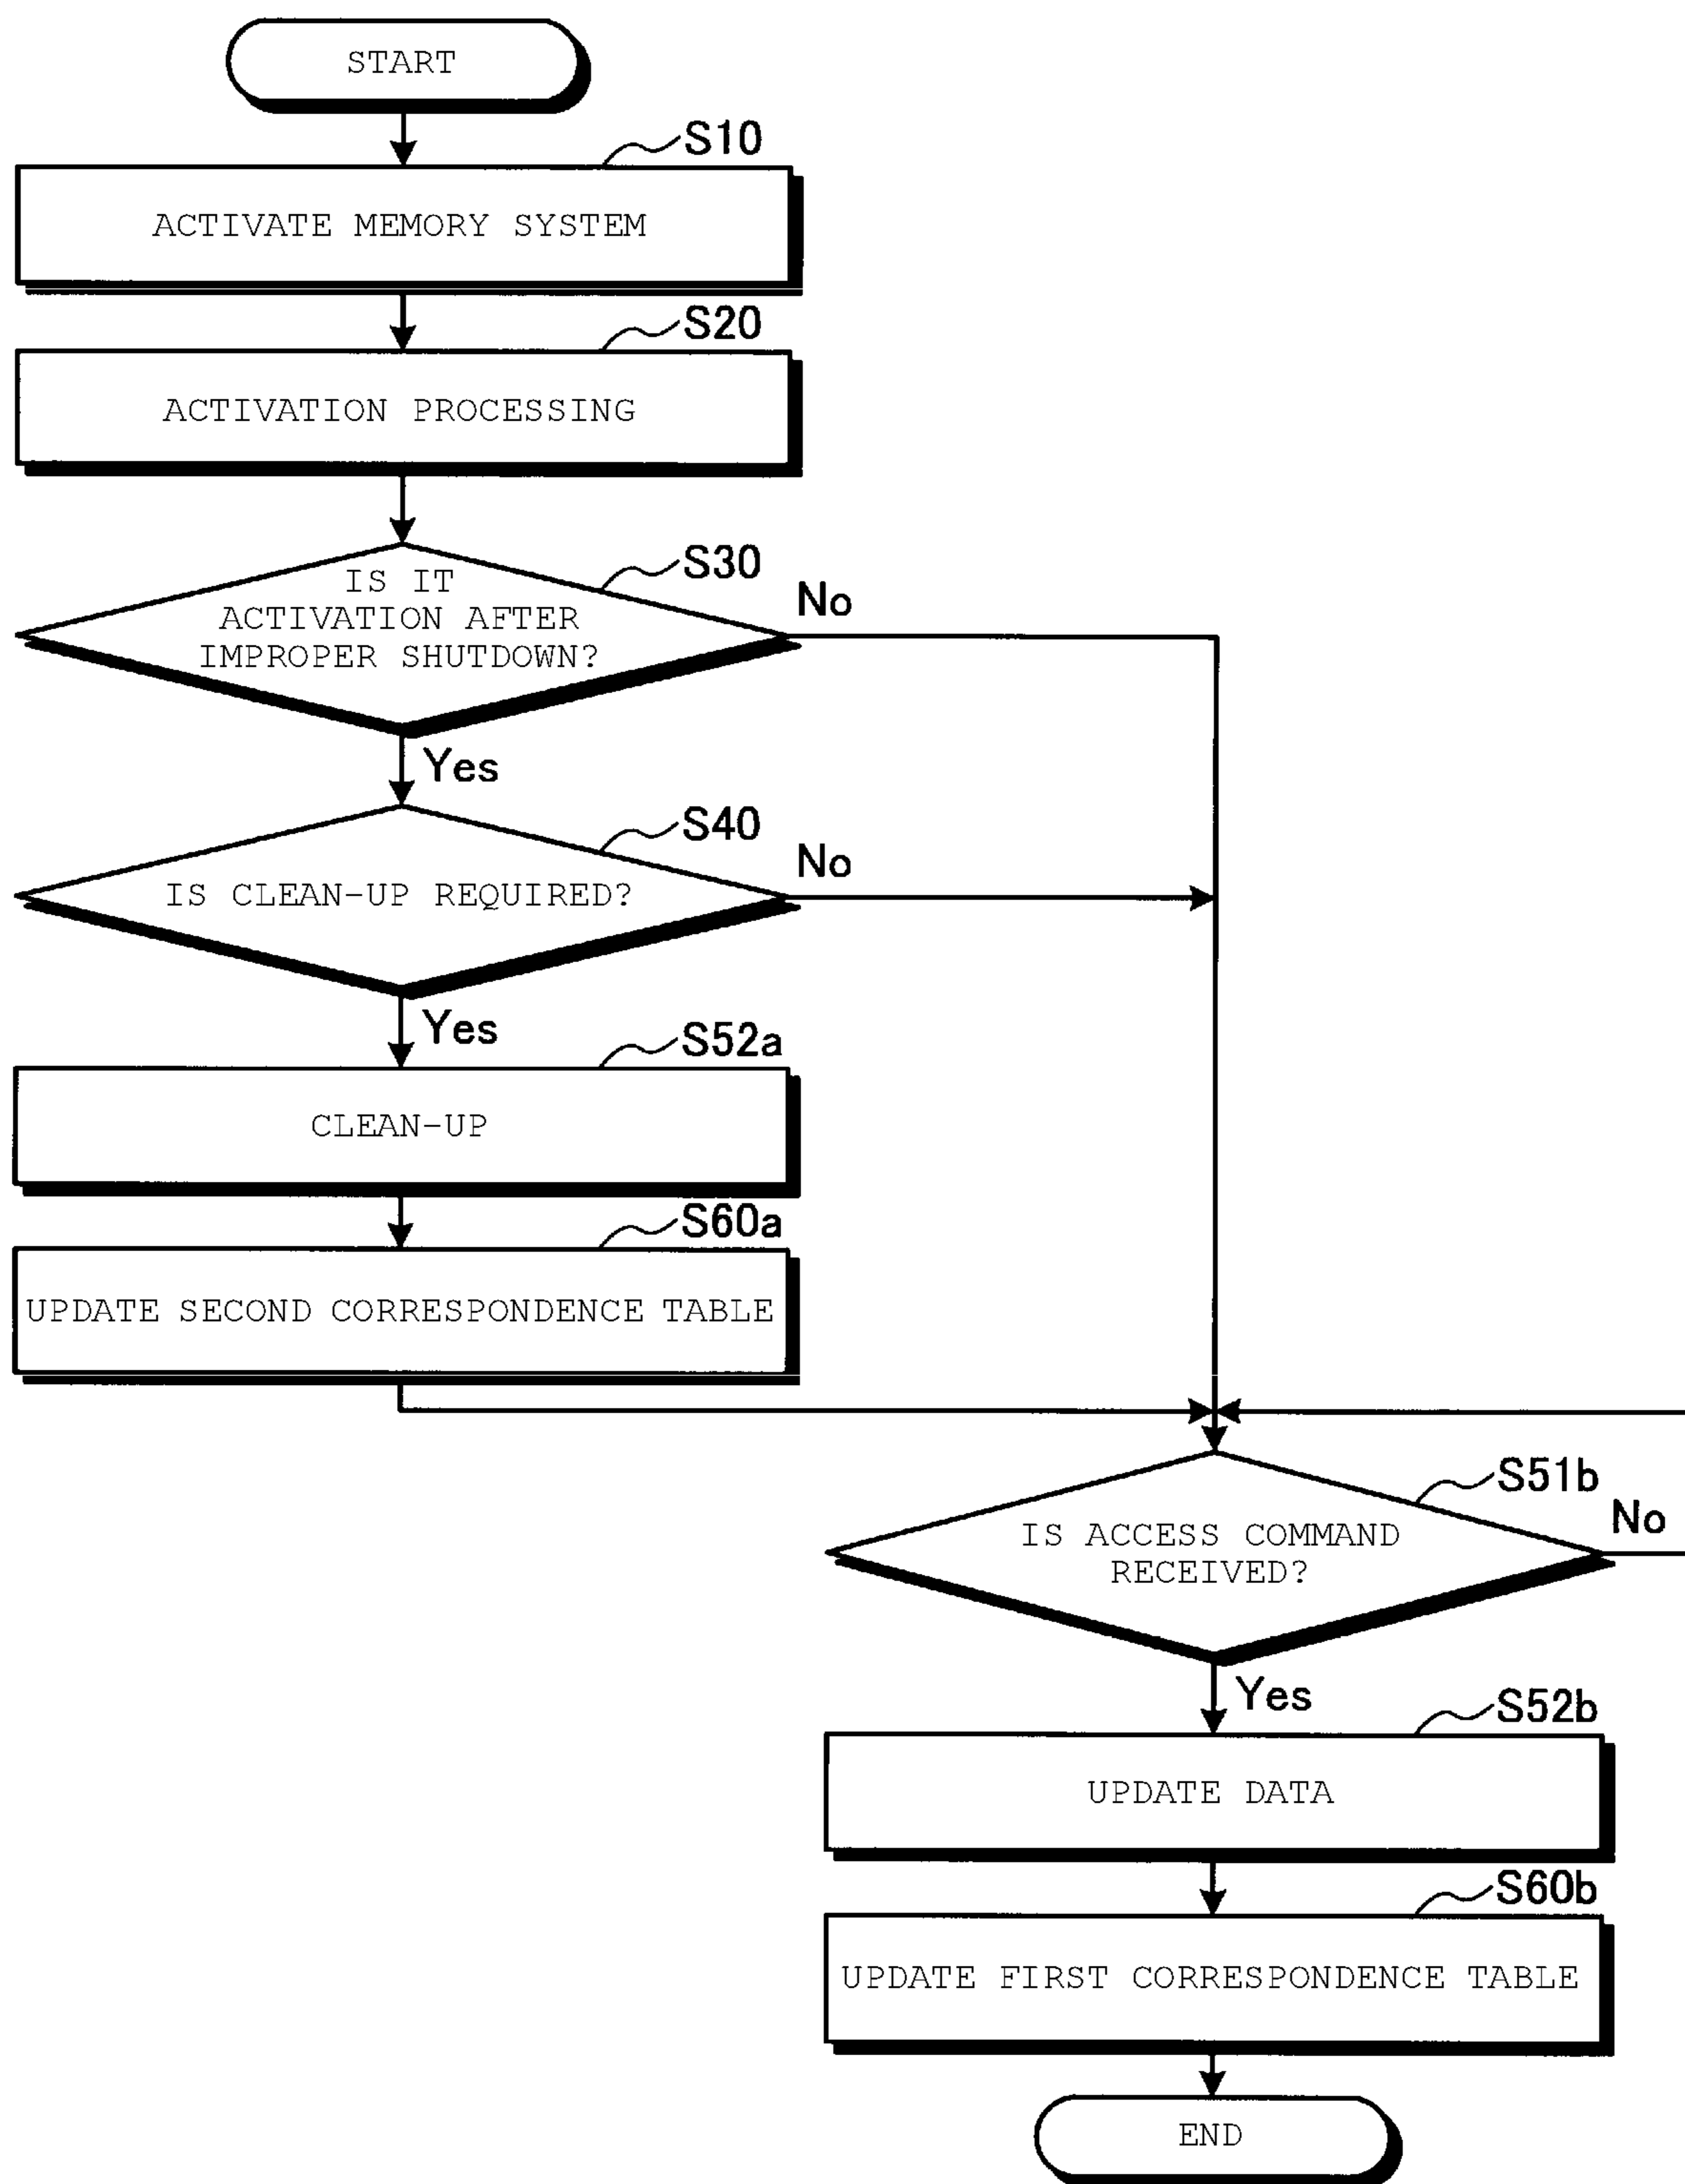 START
S10
ACTIVATE MEMORY SYSTEM
S20
ACTIVATION PROCESSING
S30
IS IT
ACTIVATION AFTER
IMPROPER SHUTDOWN?
No
Yes
S40
IS CLEAN-UP REQUIRED?
No
Yes
S52a
CLEAN-UP
S60a
UPDATE SECOND CORRESPONDENCE TABLE
S51b
IS ACCESS COMMAND
RECEIVED?
No
Yes
S52b
UPDATE DATA
S60b
UPDATE FIRST CORRESPONDENCE TABLE
END